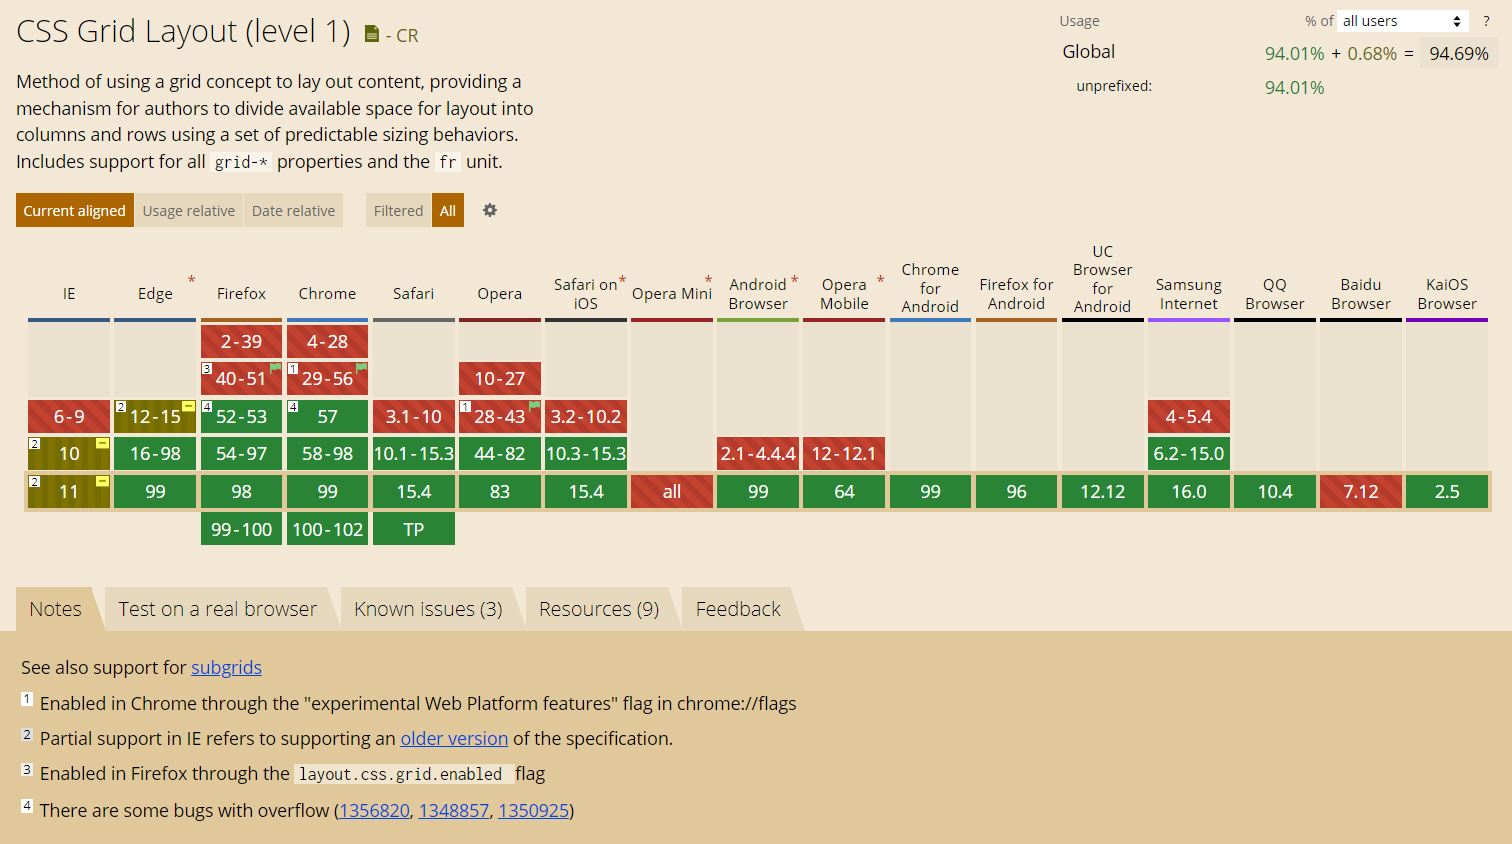 CSS Grid Layout (level 1) - CR
Usage % of all users ?
Global 94.01% + 0.68% = 94.69%
unprefixed: 94.01%
Method of using a grid concept to lay out content, providing a
mechanism for authors to divide available space for layout into
columns and rows using a set of predictable sizing behaviors.
Includes support for all grid-* properties and the fr unit.
Current aligned Usage relative Date relative Filtered All
IE Edge * Firefox Chrome Safari Opera Safari on iOS * Opera Mini * Android Browser * Opera Mobile * Chrome for Android Firefox for Android UC Browser for Android Samsung Internet QQ Browser Baidu Browser KaiOS Browser
2-39 4-28
3 40-51 1 29-56 10-27
6-9 2 12-15 4 52-53 4 57 3.1-10 1 28-43 3.2-10.2 4-5.4
2 10 16-98 54-97 58-98 10.1-15.3 44-82 10.3-15.3 2.1-4.4.4 12-12.1 6.2-15.0
2 11 99 98 99 15.4 83 15.4 all 99 64 99 96 12.12 16.0 10.4 7.12 2.5
99-100 100-102 TP
Notes Test on a real browser Known issues (3) Resources (9) Feedback
See also support for subgrids
1 Enabled in Chrome through the "experimental Web Platform features" flag in chrome://flags
2 Partial support in IE refers to supporting an older version of the specification.
3 Enabled in Firefox through the layout.css.grid.enabled flag
4 There are some bugs with overflow (1356820, 1348857, 1350925)